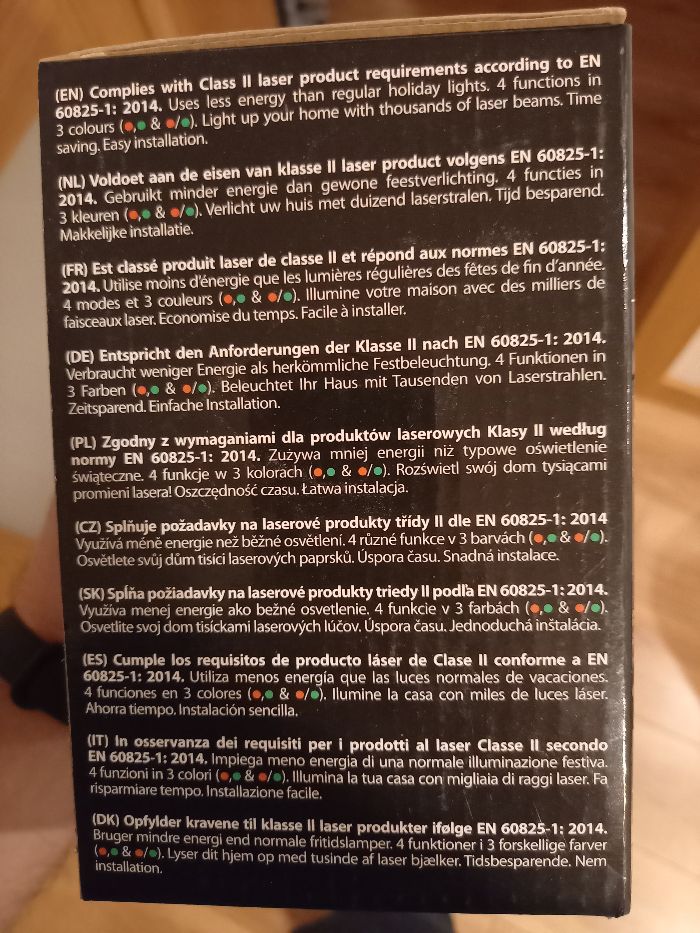 (EN) Complies with Class II laser product requirements according to EN
60825-1: 2014. Uses less energy than regular holiday lights. 4 functions in
3 colours (●,● & ●/●). Light up your home with thousands of laser beams. Time
saving. Easy installation.
(NL) Voldoet aan de eisen van klasse II laser product volgens EN 60825-1:
2014. Gebruikt minder energie dan gewone feestverlichting. 4 functies in
3 kleuren (●,● & ●/●). Verlicht uw huis met duizend laserstralen. Tijd besparend.
Makkelijke installatie.
(FR) Est classé produit laser de classe II et répond aux normes EN 60825-1:
2014. Utilise moins d'énergie que les lumières régulières des fêtes de fin d'année.
4 modes et 3 couleurs (●,● & ●/●). Illumine votre maison avec des milliers de
faisceaux laser. Economise du temps. Facile à installer.
(DE) Entspricht den Anforderungen der Klasse II nach EN 60825-1: 2014.
Verbraucht weniger Energie als herkömmliche Festbeleuchtung. 4 Funktionen in
3 Farben (●,● & ●/●). Beleuchtet Ihr Haus mit Tausenden von Laserstrahlen.
Zeitsparend. Einfache Installation.
(PL) Zgodny z wymaganiami dla produktów laserowych Klasy II według
normy EN 60825-1: 2014. Zużywa mniej energii niż typowe oświetlenie
świąteczne. 4 funkcje w 3 kolorach (●,● & ●/●). Rozświetl swój dom tysiącami
promieni lasera! Oszczędność czasu. Łatwa instalacja.
(CZ) Splňuje požadavky na laserové produkty třídy II dle EN 60825-1: 2014
Využívá méně energie než běžné osvětlení. 4 různé funkce v 3 barvách (●,● & ●/●).
Osvětlete svůj dům tisíci laserových paprsků. Úspora času. Snadná instalace.
(SK) Spĺňa požiadavky na laserové produkty triedy II podľa EN 60825-1: 2014.
Využíva menej energie ako bežné osvetlenie. 4 funkcie v 3 farbách (●,● & ●/●).
Osvetlite svoj dom tisíckami laserových lúčov. Úspora času. Jednoduchá inštalácia.
(ES) Cumple los requisitos de producto láser de Clase II conforme a EN
60825-1: 2014. Utiliza menos energía que las luces normales de vacaciones.
4 funciones en 3 colores (●,● & ●/●). Ilumine la casa con miles de luces láser.
Ahorra tiempo. Instalación sencilla.
(IT) In osservanza dei requisiti per i prodotti al laser Classe II secondo
EN 60825-1: 2014. Impiega meno energia di una normale illuminazione festiva.
4 funzioni in 3 colori (●,● & ●/●). Illumina la tua casa con migliaia di raggi laser. Fa
risparmiare tempo. Installazione facile.
(DK) Opfylder kravene til klasse II laser produkter ifølge EN 60825-1: 2014.
Bruger mindre energi end normale fritidslamper. 4 funktioner i 3 forskellige farver
(●,● & ●/●). Lyser dit hjem op med tusinde af laser bjælker. Tidsbesparende. Nem
installation.